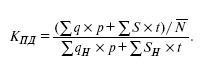 К_ПД = (∑q × p + ∑S × t) / N̅ / ∑q_Н × p + ∑S_Н × t .